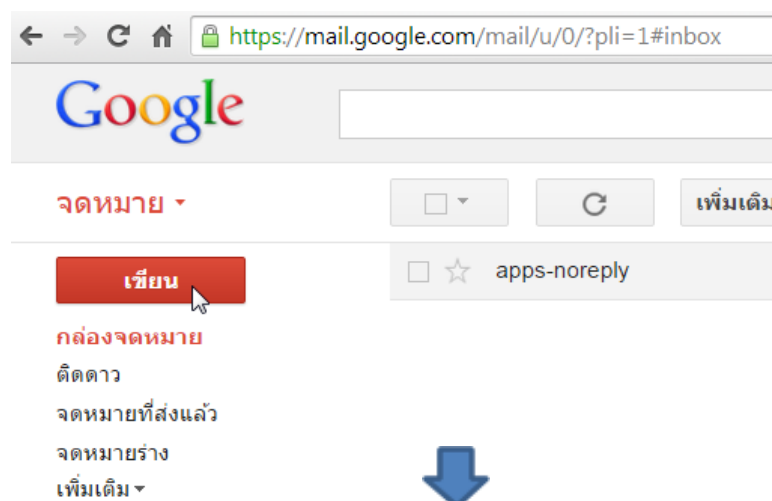 https://mail.google.com/mail/u/0/?pli=1#inbox
Google
จดหมาย
เพิ่มเติม
เขียน
apps-noreply
กล่องจดหมาย
ติดดาว
จดหมายที่ส่งแล้ว
จดหมายร่าง
เพิ่มเติม